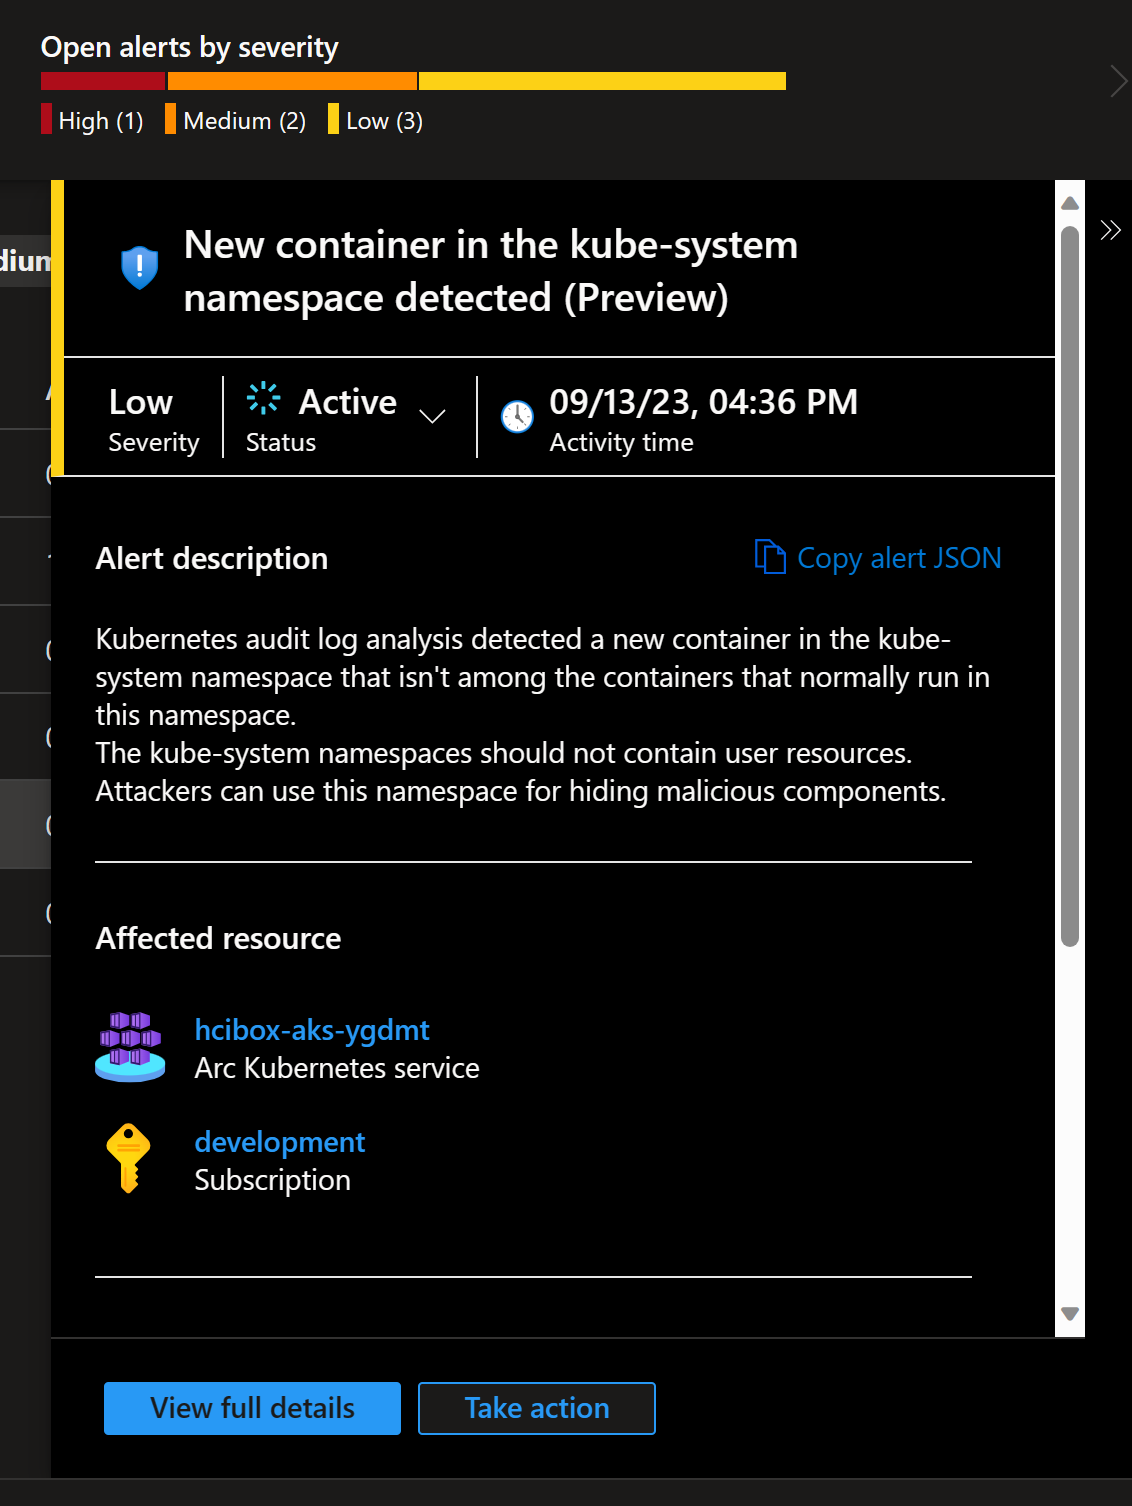 Open alerts by severity
High (1) Medium (2) Low (3)
New container in the kube-system
namespace detected (Preview)
Low
Severity
Active
Status
09/13/23, 04:36 PM
Activity time
Alert description
Copy alert JSON
Kubernetes audit log analysis detected a new container in the kube-
system namespace that isn't among the containers that normally run in
this namespace.
The kube-system namespaces should not contain user resources.
Attackers can use this namespace for hiding malicious components.
Affected resource
hcibox-aks-ygdmt
Arc Kubernetes service
development
Subscription
View full details
Take action